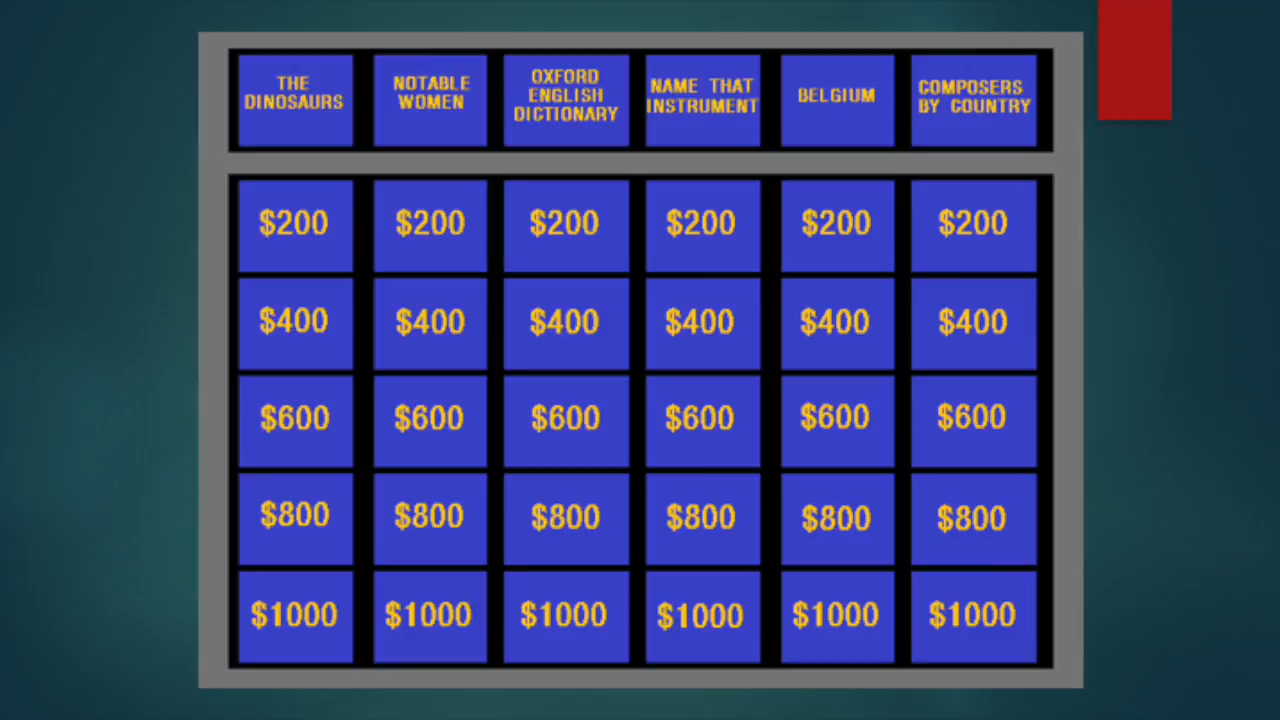 THE
DINOSAURS
NOTABLE
WOMEN
OXFORD
ENGLISH
DICTIONARY
NAME THAT
INSTRUMENT
BELGIUM
COMPOSERS
BY COUNTRY
$200 $200 $200 $200 $200 $200
$400 $400 $400 $400 $400 $400
$600 $600 $600 $600 $600 $600
$800 $800 $800 $800 $800 $800
$1000 $1000 $1000 $1000 $1000 $1000